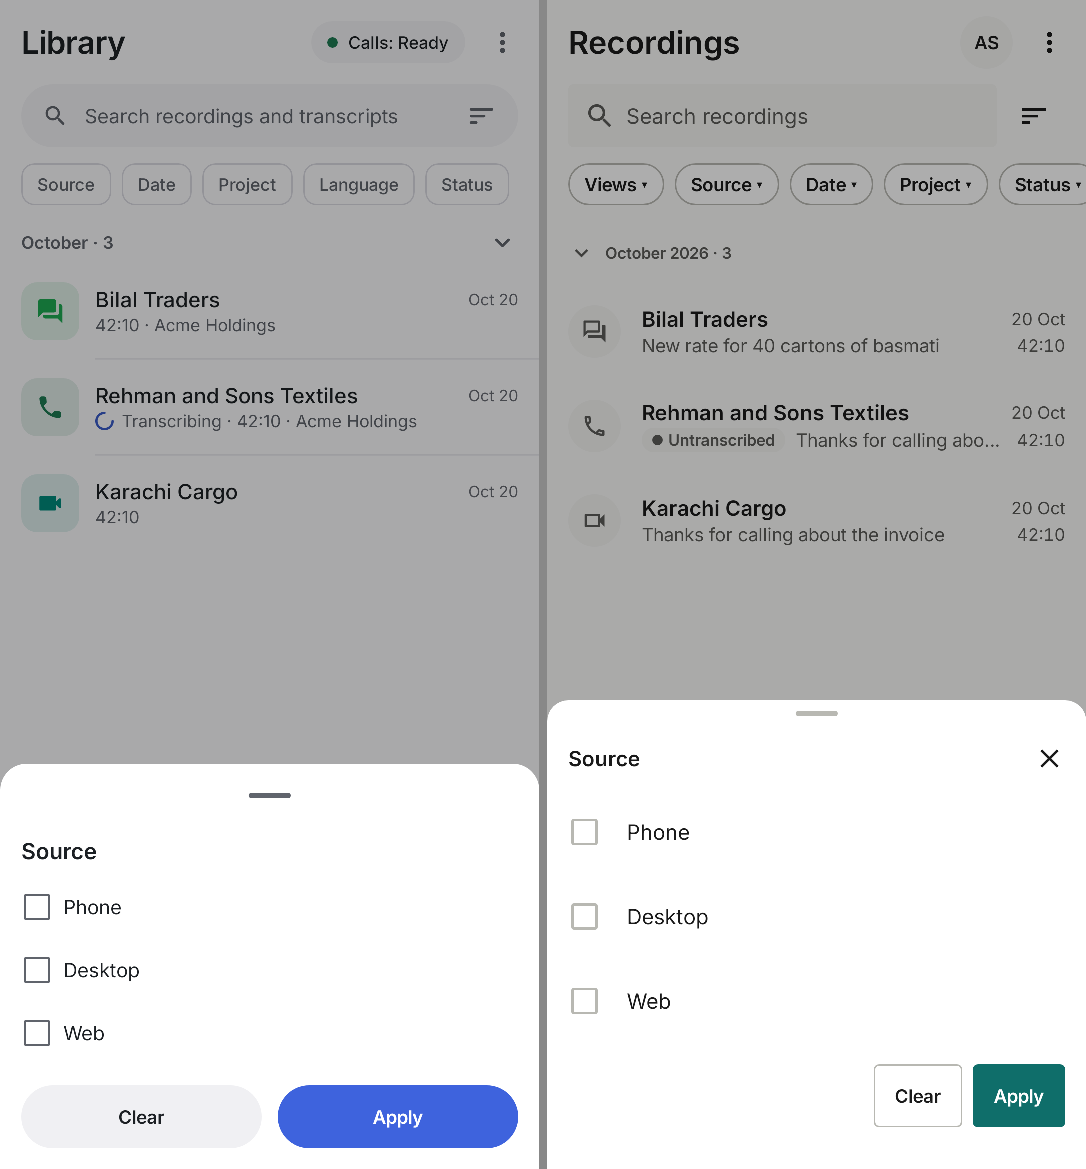 Library
Calls: Ready
Search recordings and transcripts
Source
Date
Project
Language
Status
October · 3
Bilal Traders
Oct 20
42:10 · Acme Holdings
Rehman and Sons Textiles
Oct 20
Transcribing · 42:10 · Acme Holdings
Karachi Cargo
Oct 20
42:10
Source
Phone
Desktop
Web
Clear
Apply
Recordings
AS
Search recordings
Views
Source
Date
Project
Status
October 2026 · 3
Bilal Traders
20 Oct
New rate for 40 cartons of basmati
42:10
Rehman and Sons Textiles
20 Oct
Untranscribed
Thanks for calling abo...
42:10
Karachi Cargo
20 Oct
Thanks for calling about the invoice
42:10
Source
Phone
Desktop
Web
Clear
Apply